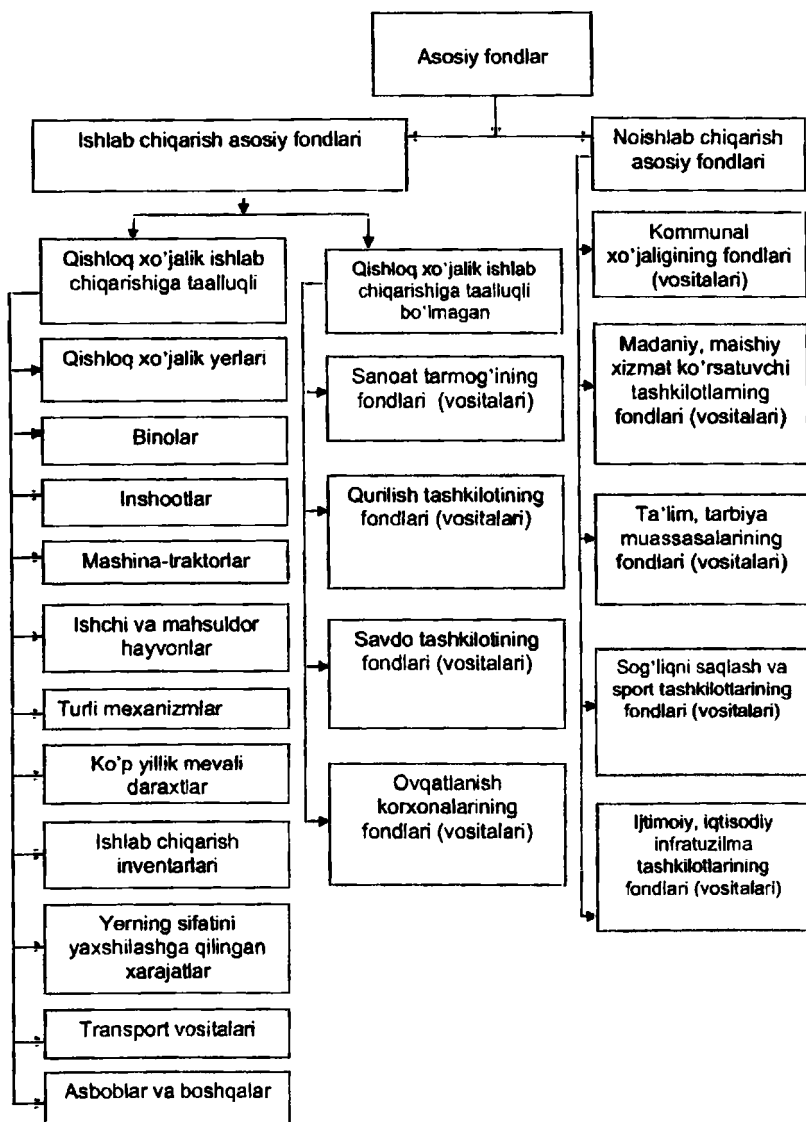 Asosiy fondlar
Ishlab chiqarish asosiy fondlari
Noishlab chiqarish
asosiy fondlari
Qishloq xo'jalik ishlab
chiqarishiga taalluqli
Qishloq xo'jalik yerlari
Binolar
Inshootlar
Mashina-traktorlar
Ishchi va mahsuldor
hayvonlar
Turli mexanizmlar
Ko'p yillik mevali
daraxtlar
Ishlab chiqarish
inventarlari
Yerning sifatini
yaxshilashga qilingan
xarajatlar
Transport vositalari
Asboblar va boshqalar
Qishloq xo'jalik ishlab
chiqarishiga taalluqli
bo'lmagan
Sanoat tarmog'ining
fondlari (vositalari)
Qurilish tashkilotining
fondlari (vositalari)
Savdo tashkilotining
fondlari (vositalari)
Ovqatlanish
korxonalarining
fondlari (vositalari)
Kommunal
xo'jaligining fondlari
(vositalari)
Madaniy, maishiy
xizmat ko'rsatuvchi
tashkilotlarning
fondlari (vositalari)
Ta'lim, tarbiya
muassasalarining
fondlari (vositalari)
Sog'liqni saqlash va
sport tashkilotlarining
fondlari (vositalari)
Ijtimoiy, iqtisodiy
infratuzilma
tashkilotlarining
fondlari (vositalari)